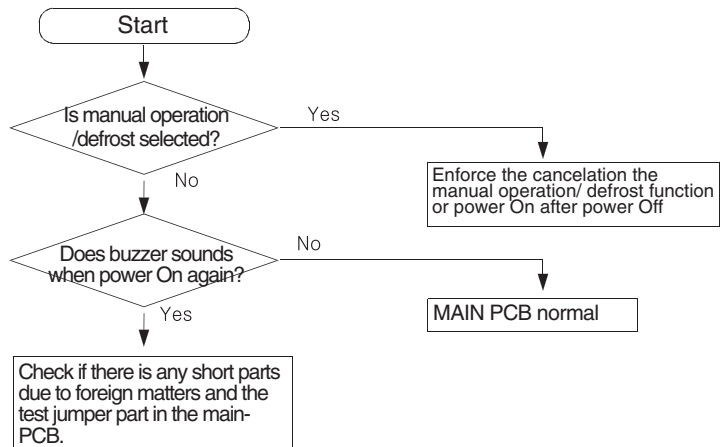 Start
Is manual operation
/defrost selected?
Yes
No
Enforce the cancelation the
manual operation/ defrost function
or power On after power Off
Does buzzer sounds
when power On again?
No
Yes
MAIN PCB normal
Check if there is any short parts
due to foreign matters and the
test jumper part in the main-
PCB.